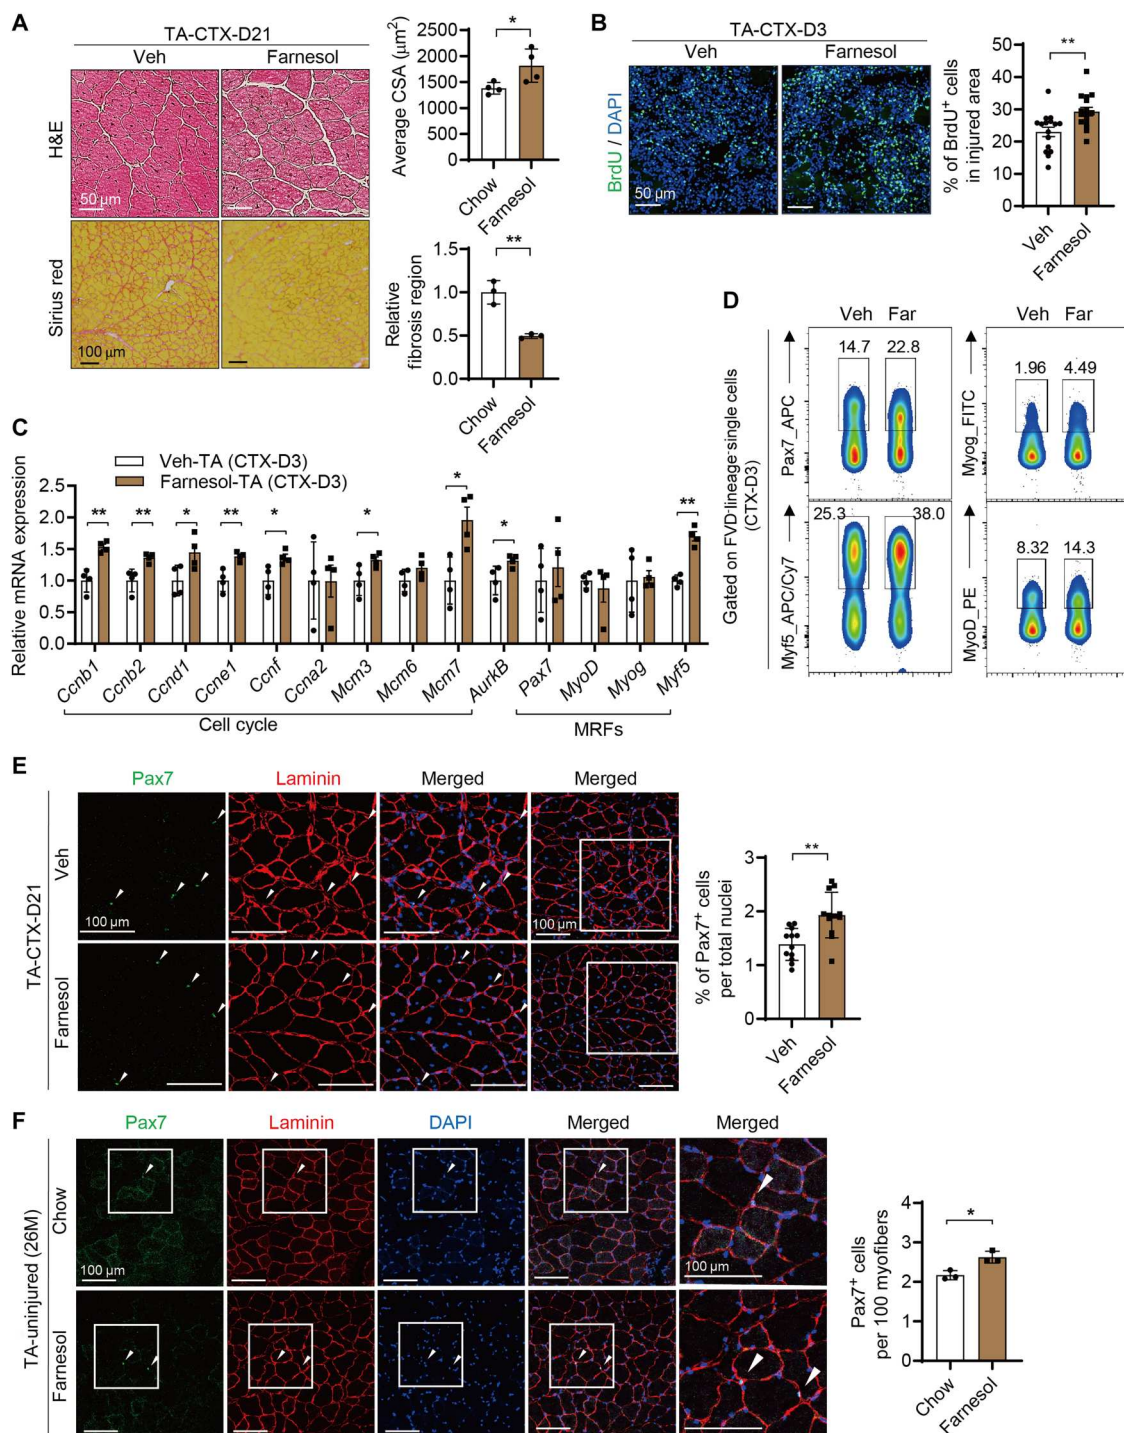 A
TA-CTX-D21
Veh Farnesol
H&E
50 µm
Sirius red
100 µm
Average CSA (µm²)
2500
2000
1500
1000
500
0
*
Chow
Farnesol
Relative
fibrosis region
1.5
1.0
0.5
0.0
**
Chow
Farnesol
B
TA-CTX-D3
Veh Farnesol
BrdU / DAPI
50 µm
% of BrdU⁺ cells
in injured area
50
40
30
20
10
0
**
Veh
Farnesol
C
Veh-TA (CTX-D3)
Farnesol-TA (CTX-D3)
Relative mRNA expression
2.5
2.0
1.5
1.0
0.5
0.0
** ** * ** * * * * **
Ccnb1 Ccnb2 Ccnd1 Ccne1 Ccnf Ccna2 Mcm3 Mcm6 Mcm7 AurkB Pax7 MyoD Myog Myf5
Cell cycle MRFs
D
Gated on FVD⁻lineage⁻single cells
(CTX-D3)
Veh Far
14.7 22.8
Pax7_APC
Veh Far
1.96 4.49
Myog_FITC
25.3 38.0
Myf5_APC/Cy7
8.32 14.3
MyoD_PE
E
Pax7 Laminin Merged Merged
TA-CTX-D21
Veh
100 µm 100 µm
Farnesol
% of Pax7⁺ cells
per total nuclei
3
2
1
0
**
Veh
Farnesol
F
Pax7 Laminin DAPI Merged Merged
TA-uninjured (26M)
Chow
100 µm 100 µm
Farnesol
Pax7⁺ cells
per 100 myofibers
4
3
2
1
0
*
Chow
Farnesol